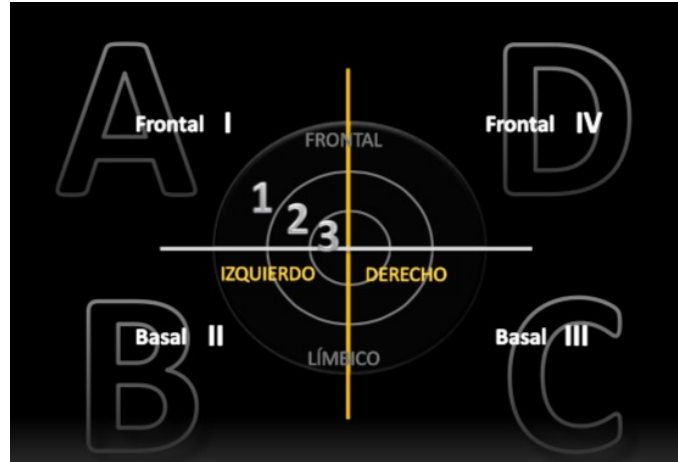 A
D
Frontal I
Frontal IV
FRONTAL
1
2
3
IZQUIERDO
DERECHO
B
C
Basal II
Basal III
LÍMBICO